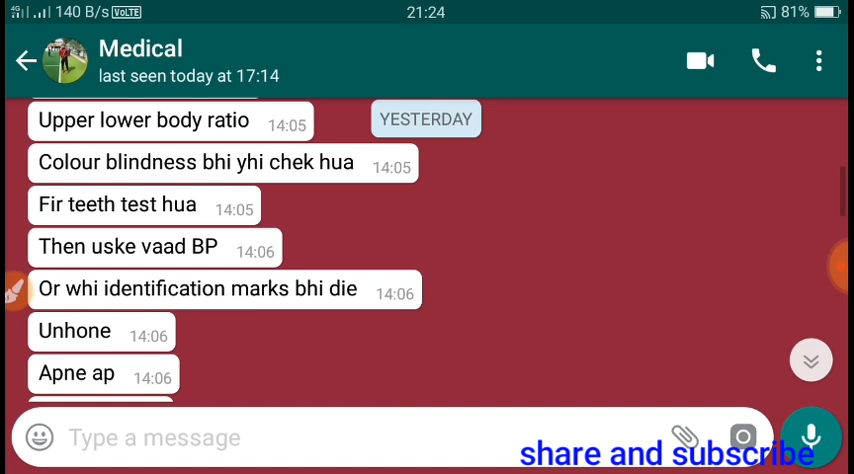 4G 140 B/s VoLTE 21:24 81%
Medical
last seen today at 17:14
YESTERDAY
Upper lower body ratio 14:05
Colour blindness bhi yhi chek hua 14:05
Fir teeth test hua 14:05
Then uske vaad BP 14:06
Or whi identification marks bhi die 14:06
Unhone 14:06
Apne ap 14:06
Type a message
share and subscribe